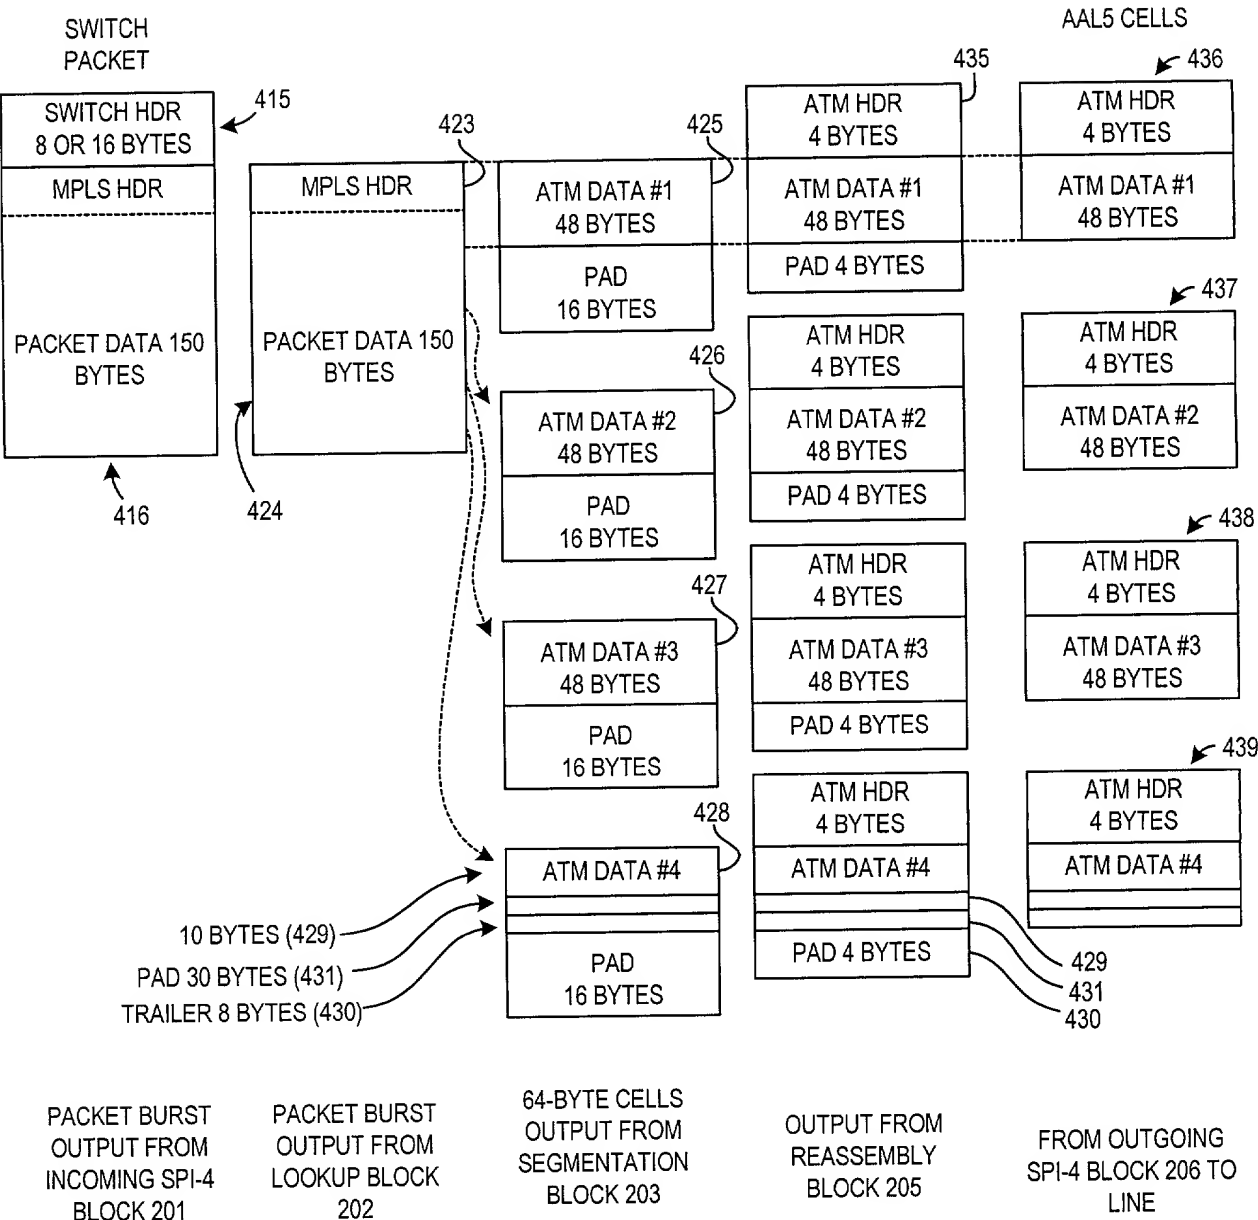 SWITCH
PACKET
SWITCH HDR
8 OR 16 BYTES
MPLS HDR
PACKET DATA 150
BYTES
415
416
MPLS HDR
PACKET DATA 150
BYTES
423
424
ATM DATA #1
48 BYTES
PAD
16 BYTES
425
ATM DATA #2
48 BYTES
PAD
16 BYTES
426
ATM DATA #3
48 BYTES
PAD
16 BYTES
427
ATM DATA #4
PAD
16 BYTES
428
10 BYTES (429)
PAD 30 BYTES (431)
TRAILER 8 BYTES (430)
ATM HDR
4 BYTES
ATM DATA #1
48 BYTES
PAD 4 BYTES
435
ATM HDR
4 BYTES
ATM DATA #2
48 BYTES
PAD 4 BYTES
ATM HDR
4 BYTES
ATM DATA #3
48 BYTES
PAD 4 BYTES
ATM HDR
4 BYTES
ATM DATA #4
PAD 4 BYTES
429
431
430
AAL5 CELLS
436
ATM HDR
4 BYTES
ATM DATA #1
48 BYTES
437
ATM HDR
4 BYTES
ATM DATA #2
48 BYTES
438
ATM HDR
4 BYTES
ATM DATA #3
48 BYTES
439
ATM HDR
4 BYTES
ATM DATA #4
PACKET BURST
OUTPUT FROM
INCOMING SPI-4
BLOCK 201
PACKET BURST
OUTPUT FROM
LOOKUP BLOCK
202
64-BYTE CELLS
OUTPUT FROM
SEGMENTATION
BLOCK 203
OUTPUT FROM
REASSEMBLY
BLOCK 205
FROM OUTGOING
SPI-4 BLOCK 206 TO
LINE